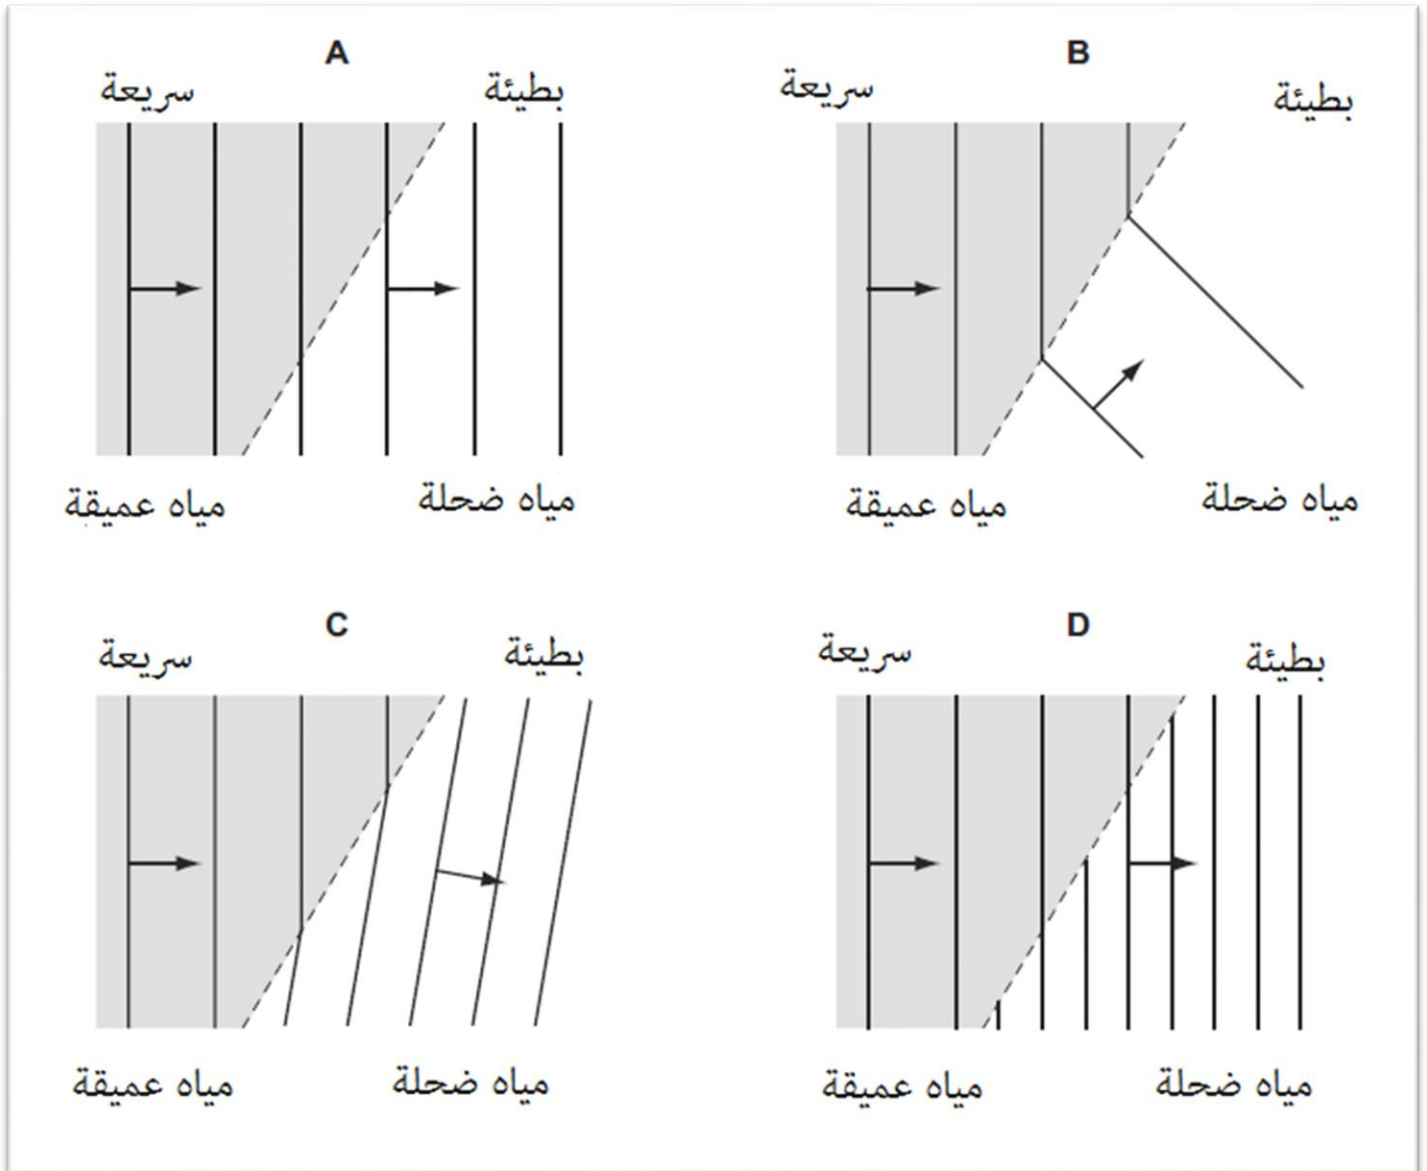 A
سريعة
بطيئة
مياه عميقة
مياه ضحلة
B
سريعة
بطيئة
مياه عميقة
مياه ضحلة
C
سريعة
بطيئة
مياه عميقة
مياه ضحلة
D
سريعة
بطيئة
مياه عميقة
مياه ضحلة